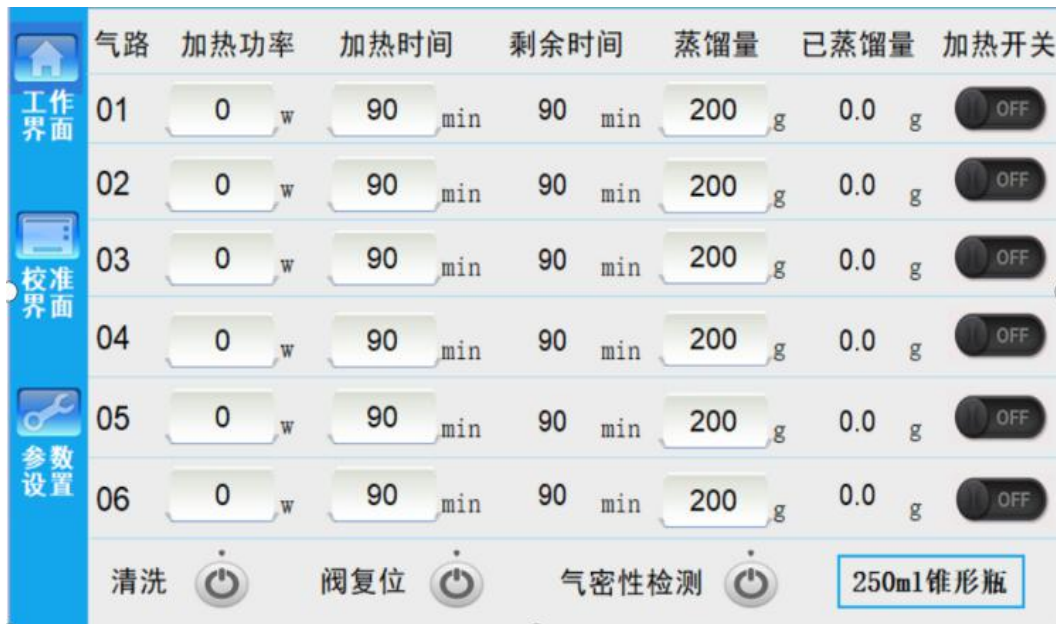 气路 加热功率 加热时间 剩余时间 蒸馏量 已蒸馏量 加热开关
工作
界面
01 0 w 90 min 90 min 200 g 0.0 g OFF
02 0 w 90 min 90 min 200 g 0.0 g OFF
校准
界面
03 0 w 90 min 90 min 200 g 0.0 g OFF
04 0 w 90 min 90 min 200 g 0.0 g OFF
参数
设置
05 0 w 90 min 90 min 200 g 0.0 g OFF
06 0 w 90 min 90 min 200 g 0.0 g OFF
清洗 阀复位 气密性检测 250ml锥形瓶